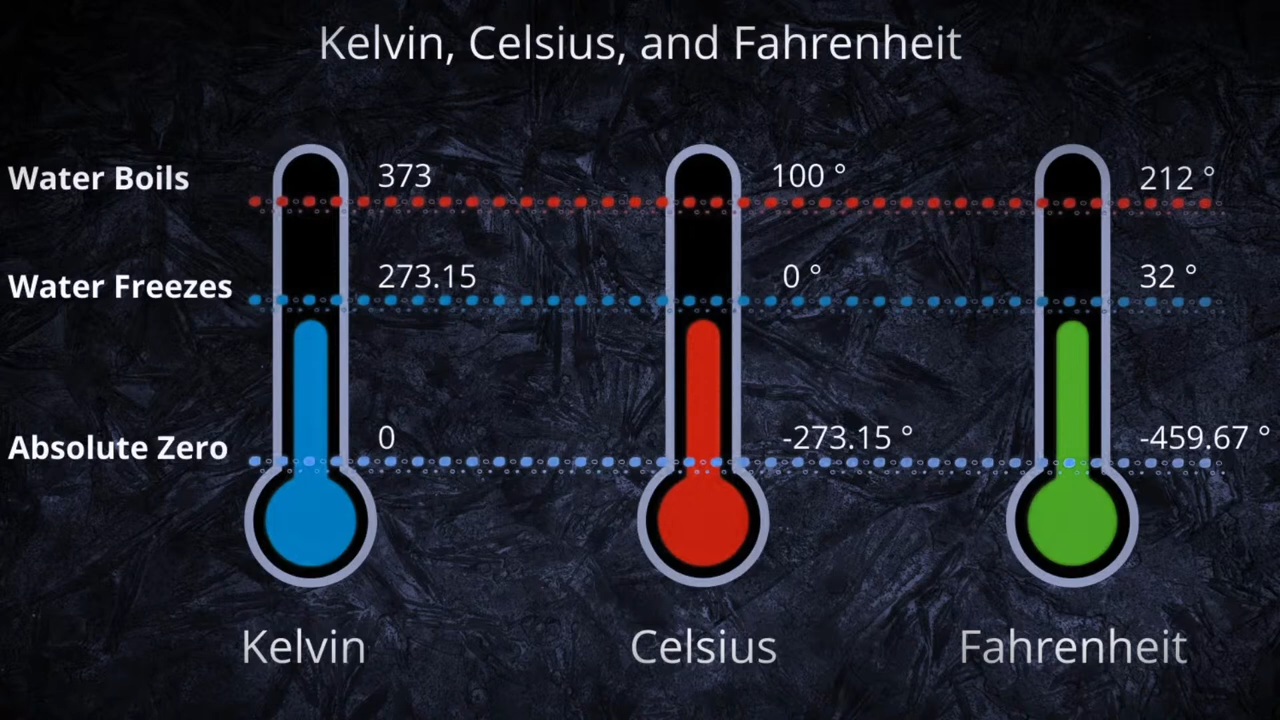 Kelvin, Celsius, and Fahrenheit
Water Boils 373 100 ° 212 °
Water Freezes 273.15 0 ° 32 °
Absolute Zero 0 -273.15 ° -459.67 °
Kelvin Celsius Fahrenheit